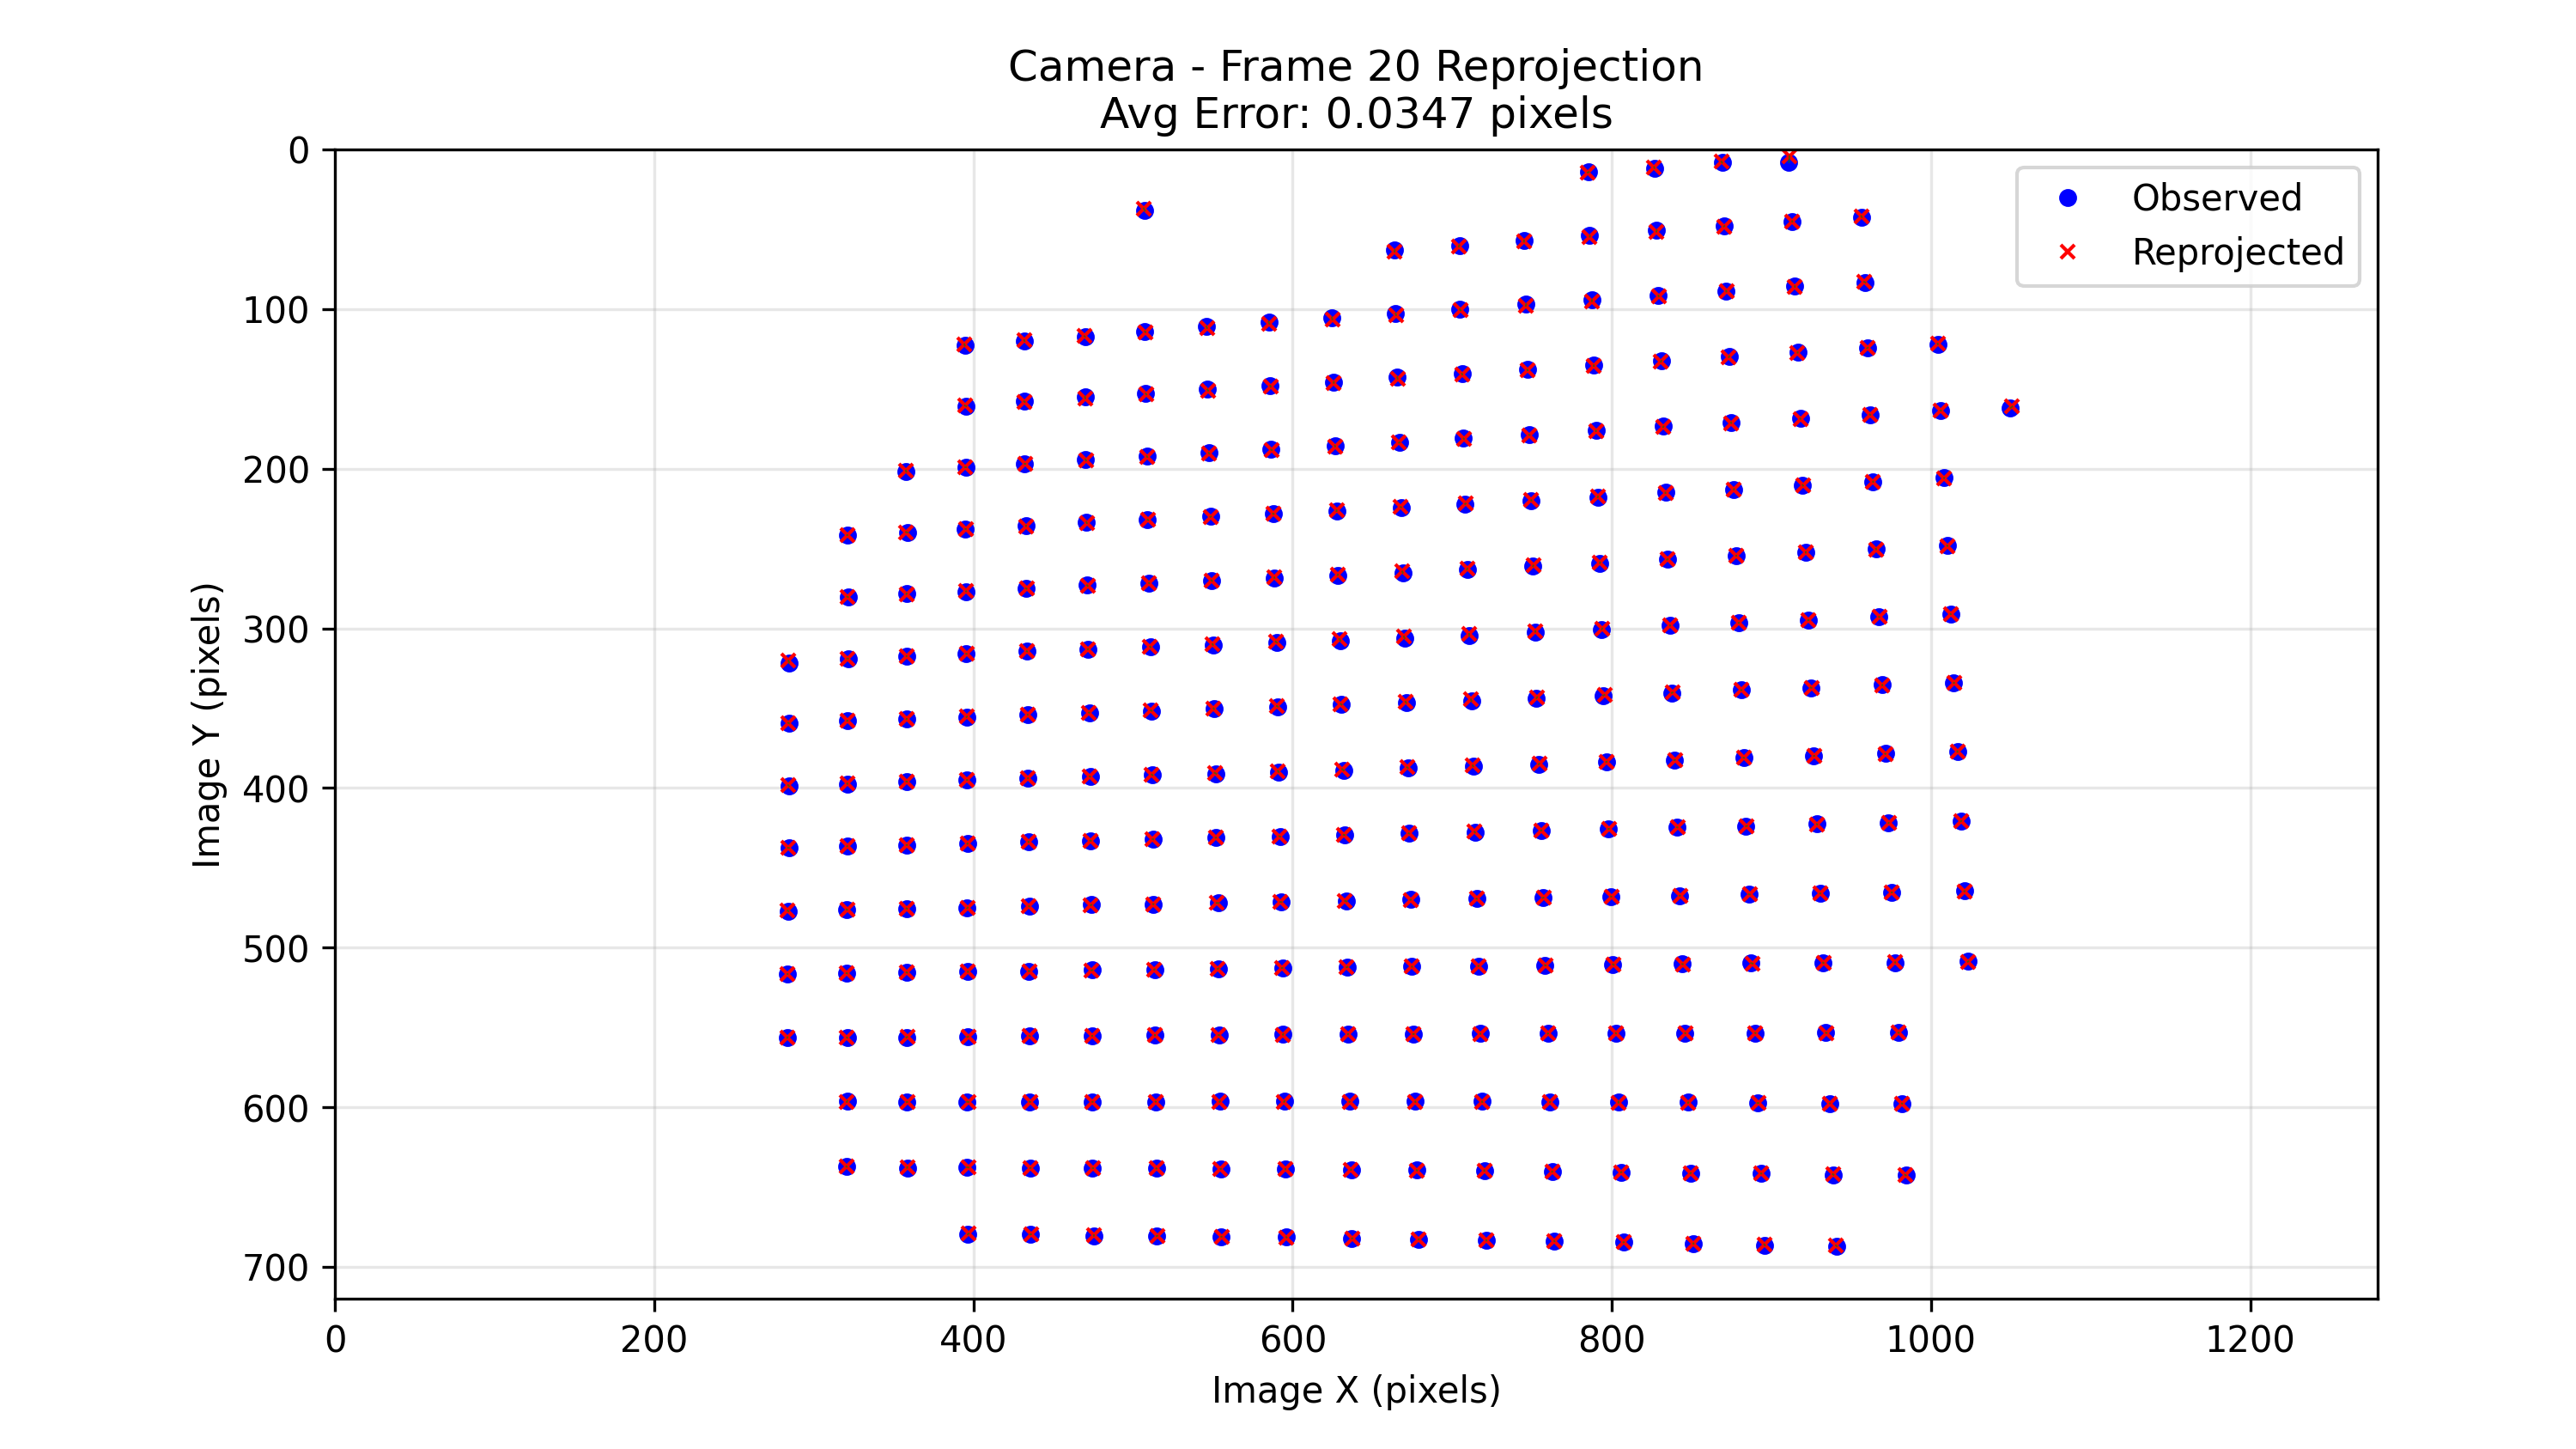 Camera - Frame 20 Reprojection
Avg Error: 0.0347 pixels
Observed
Reprojected
Image Y (pixels)
0
100
200
300
400
500
600
700
0 200 400 600 800 1000 1200
Image X (pixels)